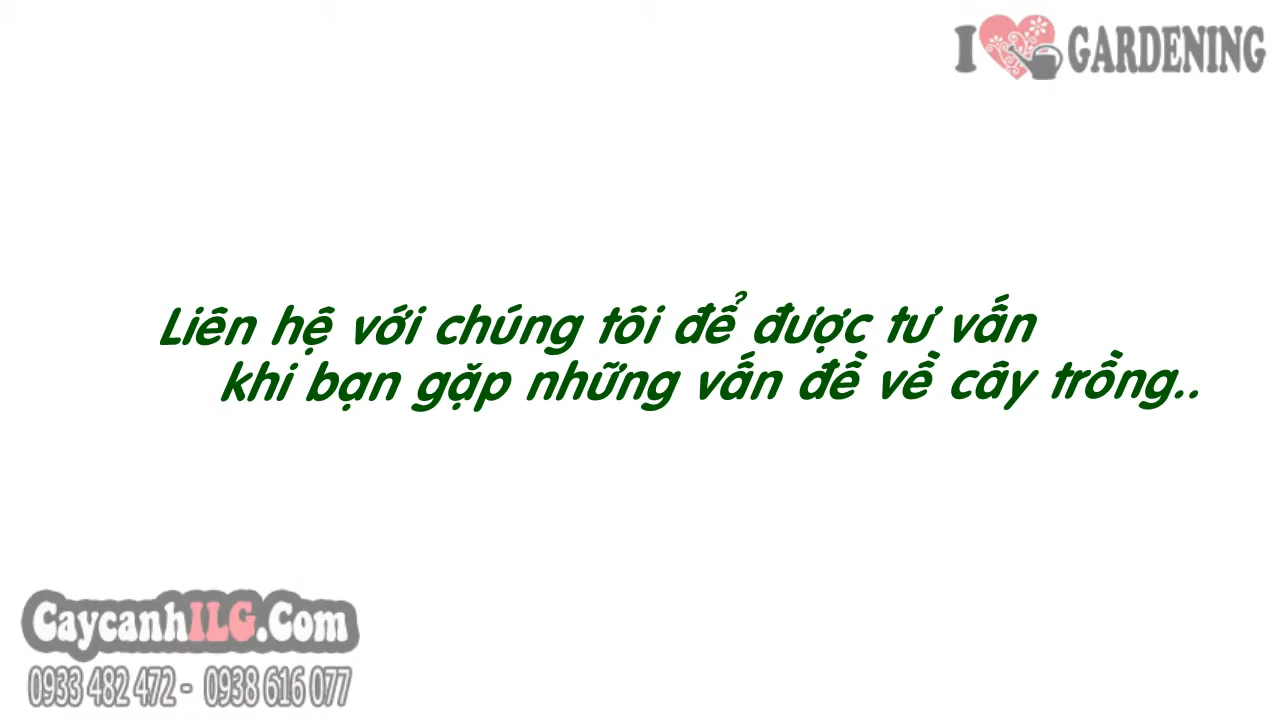 I GARDENING
Liên hệ với chúng tôi để được tư vấn
khi bạn gặp những vấn đề về cây trồng..
CaycanhILG.Com
0933 482 472 - 0938 616 077